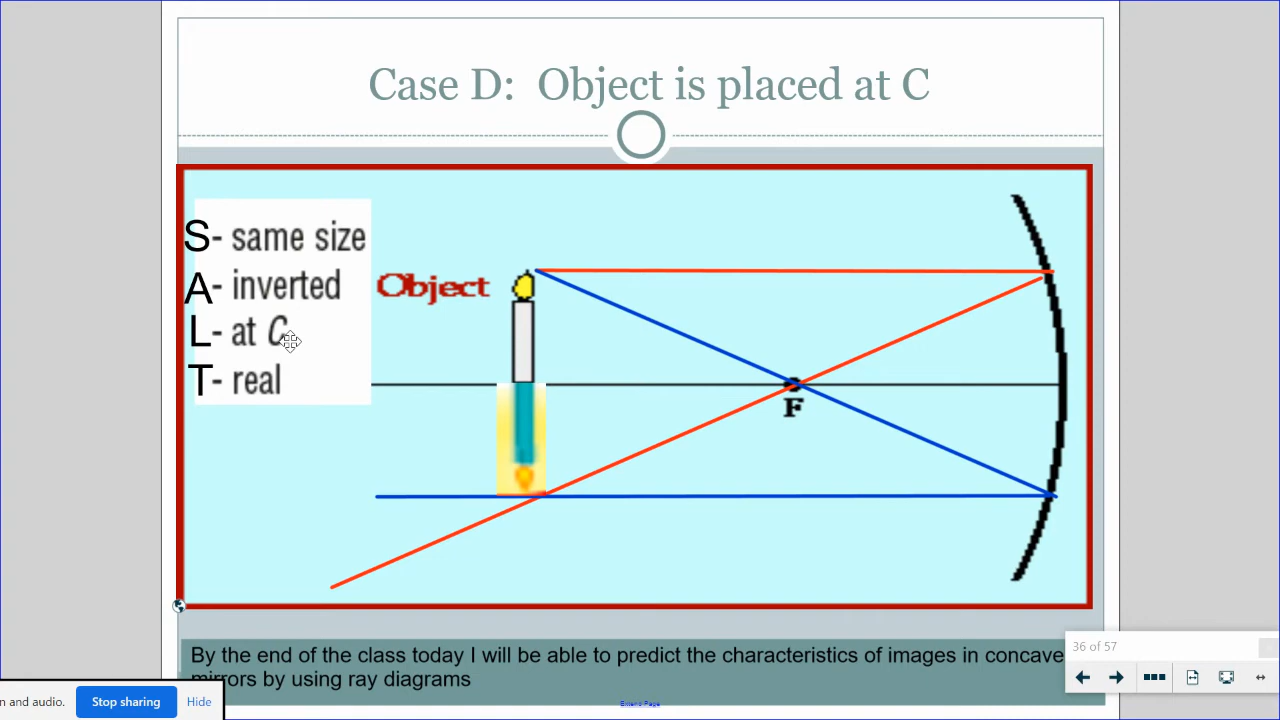 Case D: Object is placed at C
S- same size
A- inverted
L- at C
T- real
Object
F
By the end of the class today I will be able to predict the characteristics of images in concave
mirrors by using ray diagrams
36 of 57
n and audio.
Stop sharing
Hide
Extend Page